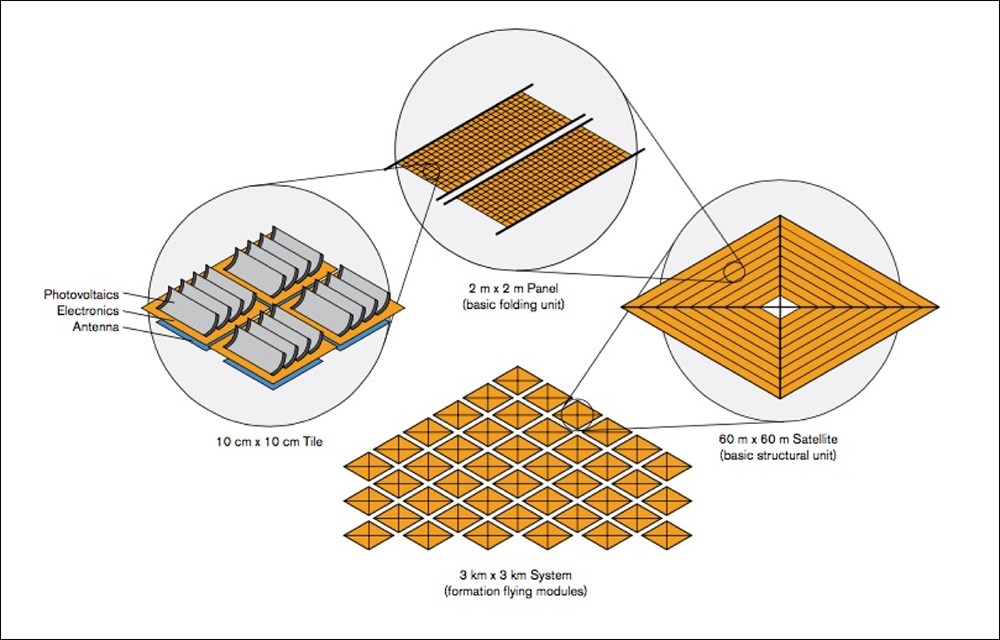 2 m x 2 m Panel
(basic folding unit)
Photovoltaics
Electronics
Antenna
10 cm x 10 cm Tile
60 m x 60 m Satellite
(basic structural unit)
3 km x 3 km System
(formation flying modules)